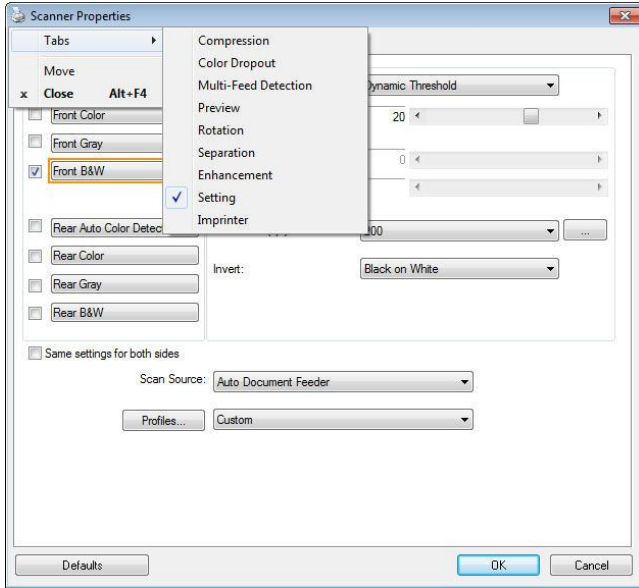 Scanner Properties
Tabs
Move
x Close Alt+F4
Compression
Color Dropout
Multi-Feed Detection
Preview
Rotation
Separation
Enhancement
Setting
Imprinter
Dynamic Threshold
Front Color
20
Front Gray
0
Front B&W
Rear Auto Color Detec
200
...
Rear Color
Invert:
Black on White
Rear Gray
Rear B&W
Same settings for both sides
Scan Source:
Auto Document Feeder
Profiles...
Custom
Defaults
OK
Cancel